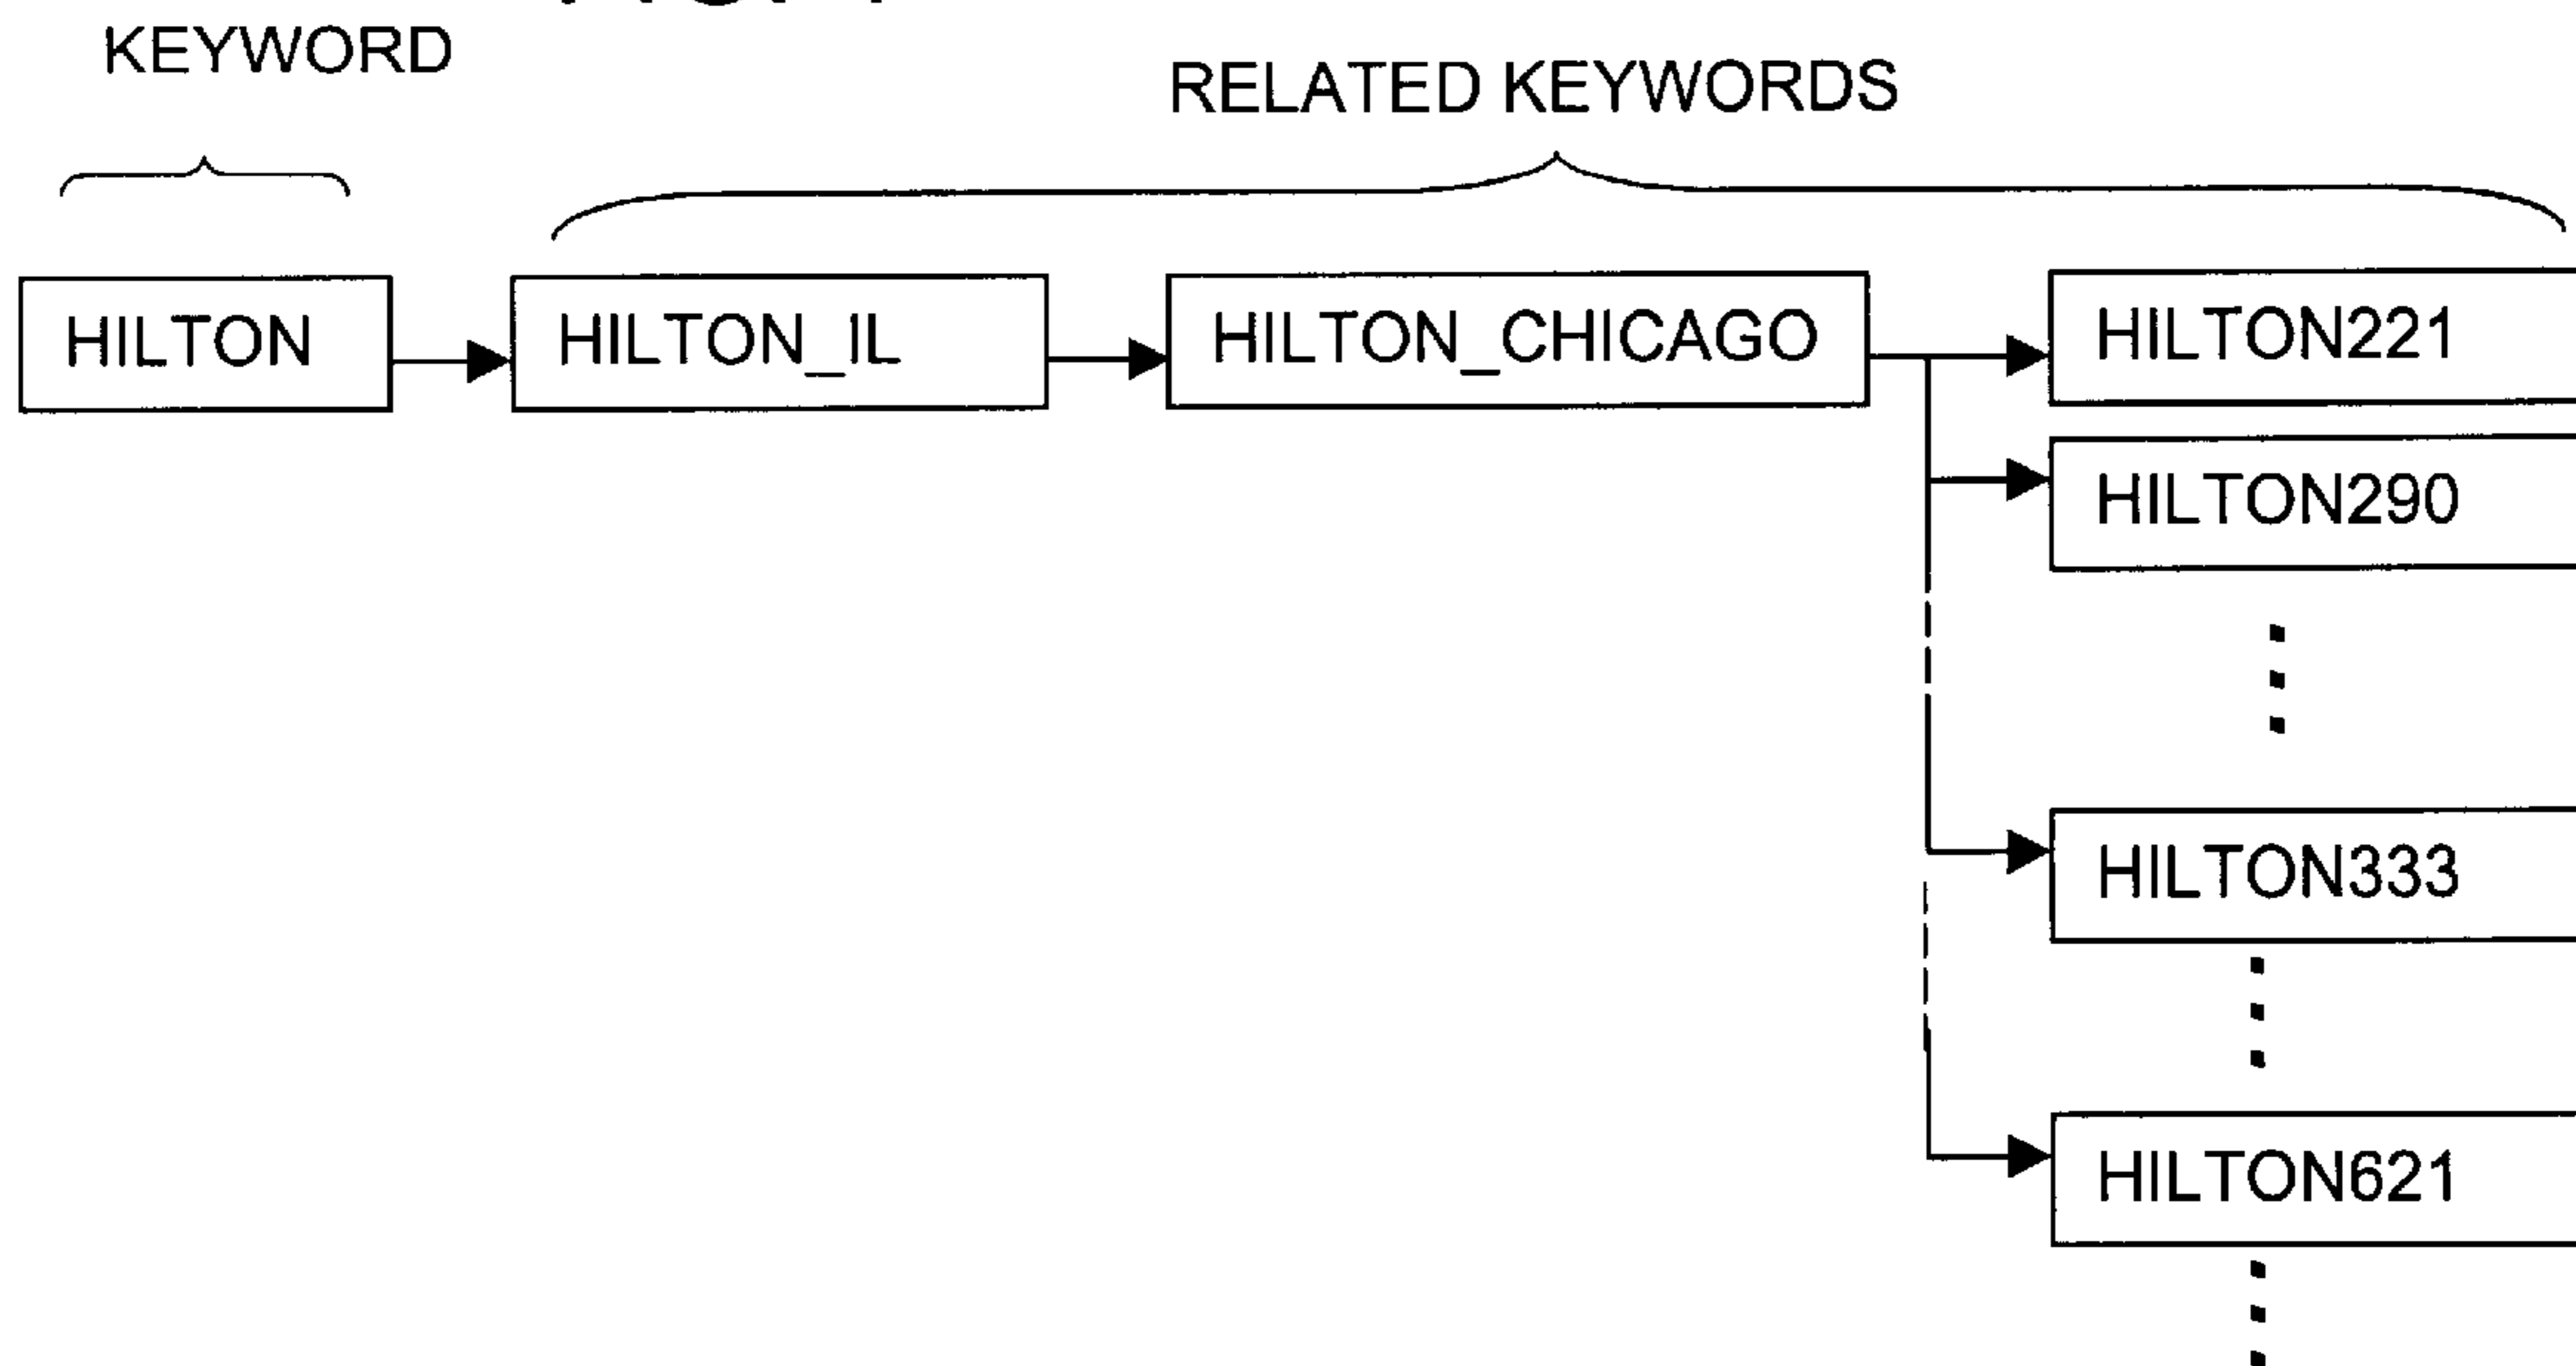 KEYWORD
RELATED KEYWORDS
HILTON
HILTON_IL
HILTON_CHICAGO
HILTON221
HILTON290
HILTON333
HILTON621